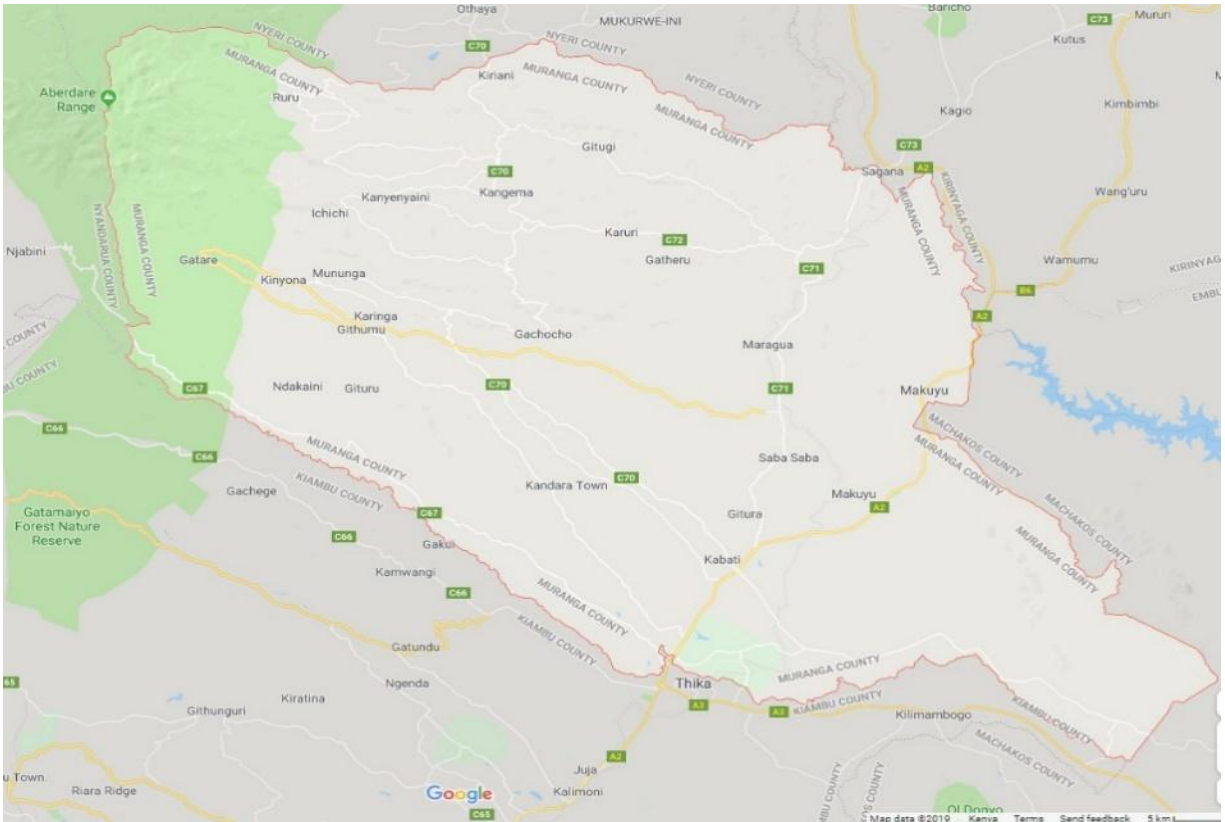 Othaya
MUKURWE-INI
Baricho
C73
Mururi
Kutus
NYERI COUNTY
C70
NYERI COUNTY
MURANGA COUNTY
Kiriani
MURANGA COUNTY
NYERI COUNTY
Aberdare
Range
Ruru
MURANGA COUNTY
Kagio
Kimbimbi
Gitugi
C73
A2
Sagana
C70
Kangema
Kanyenyaini
Wang'uru
Ichichi
MURANGA COUNTY
KIRINYAGA COUNTY
NYANDARUA COUNTY
MURANGA COUNTY
Njabini
Karuri
C72
Gatheru
C71
Gatare
Kinyona
Mununga
Wamumu
KIRINYA
B6
EMBU
A2
Karinga
Githumu
Gachocho
COUNTY
Maragua
COUNTY
Ndakaini
Gituru
C67
C70
C71
Makuyu
C66
C66
MURANGA COUNTY
KIAMBU COUNTY
MACHAKOS COUNTY
MURANGA COUNTY
Saba Saba
C70
Gachege
Kandara Town
Makuyu
A2
MACHAKOS COUNTY
Gatamaiyo
Forest Nature
Reserve
C67
Gitura
C66
Gakui
MURANGA COUNTY
Kabati
Kamwangi
C66
MURANGA COUNTY
KIAMBU COUNTY
Gatundu
MURANGA COUNTY
Thika
Ngenda
65
Kiratina
Githunguri
A3
A3
KIAMBU COUNTY
Kilimambogo
KIAMBU COUNTY
MACHAKOS COUNTY
A2
Juja
u Town
Riara Ridge
Google
Kalimoni
C65
Ol Donyo
Map data ©2019 Kenya Terms Send feedback 5 km